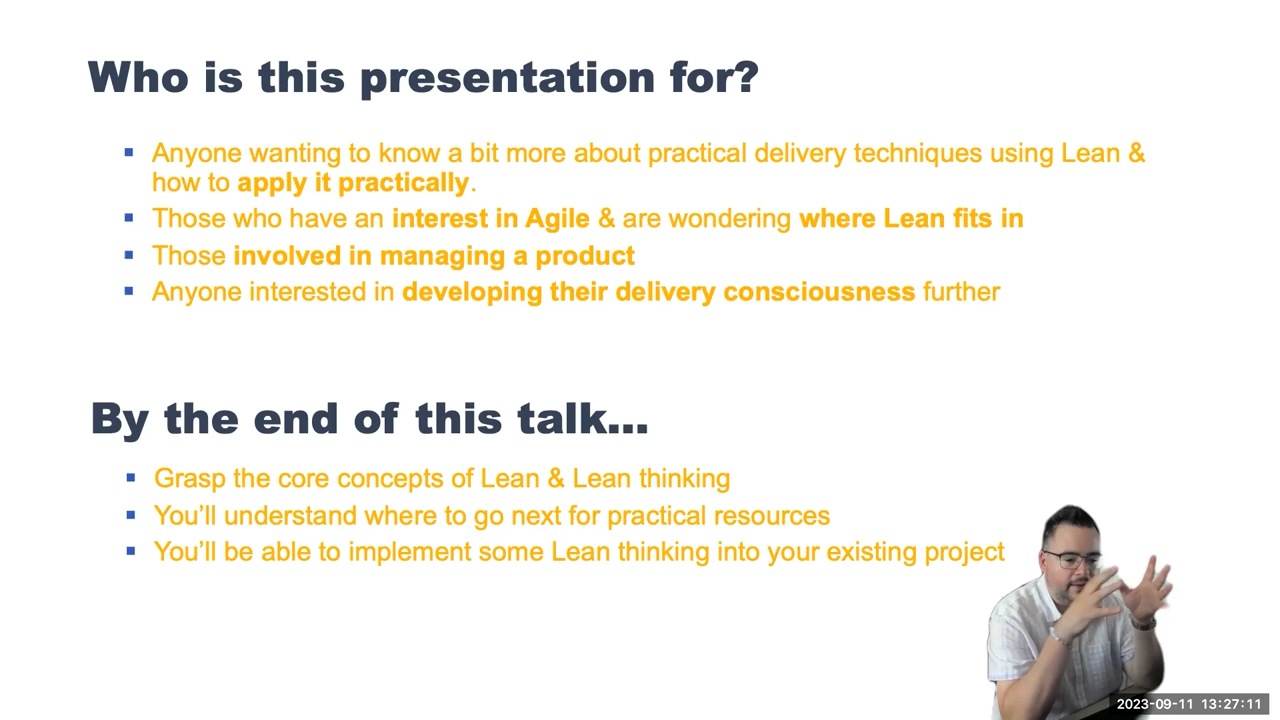 Who is this presentation for?
Anyone wanting to know a bit more about practical delivery techniques using Lean &
how to apply it practically.
Those who have an interest in Agile & are wondering where Lean fits in
Those involved in managing a product
Anyone interested in developing their delivery consciousness further
By the end of this talk...
Grasp the core concepts of Lean & Lean thinking
You’ll understand where to go next for practical resources
You’ll be able to implement some Lean thinking into your existing project
2023-09-11 13:27:11